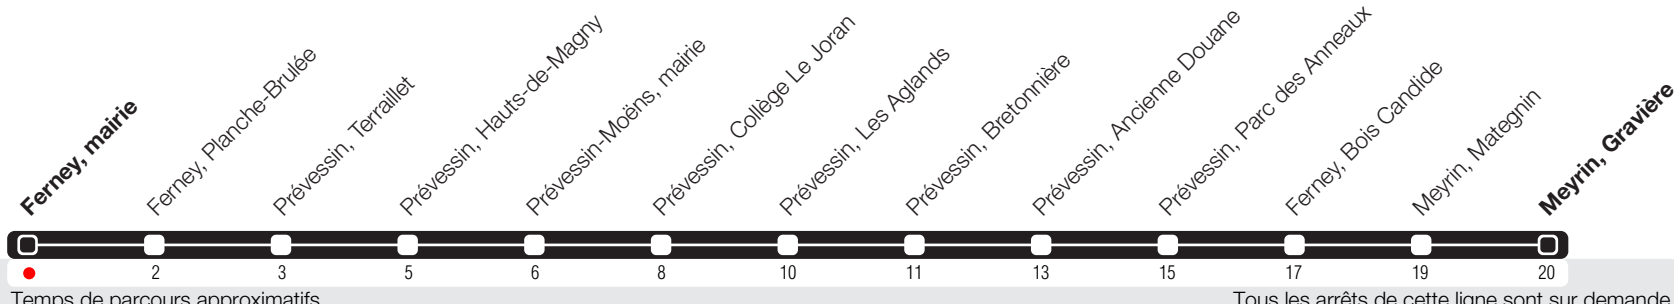 Ferney, mairie
Ferney, Planche-Brulée
Prévessin, Terraillet
Prévessin, Hauts-de-Magny
Prévessin-Moëns, mairie
Prévessin, Collège Le Joran
Prévessin, Les Aglands
Prévessin, Bretonnière
Prévessin, Ancienne Douane
Prévessin, Parc des Anneaux
Ferney, Bois Candide
Meyrin, Mategnin
Meyrin, Gravière
2 3 5 6 8 10 11 13 15 17 19 20
Temps de parcours approximatifs
Tous les arrêts de cette ligne sont sur demande